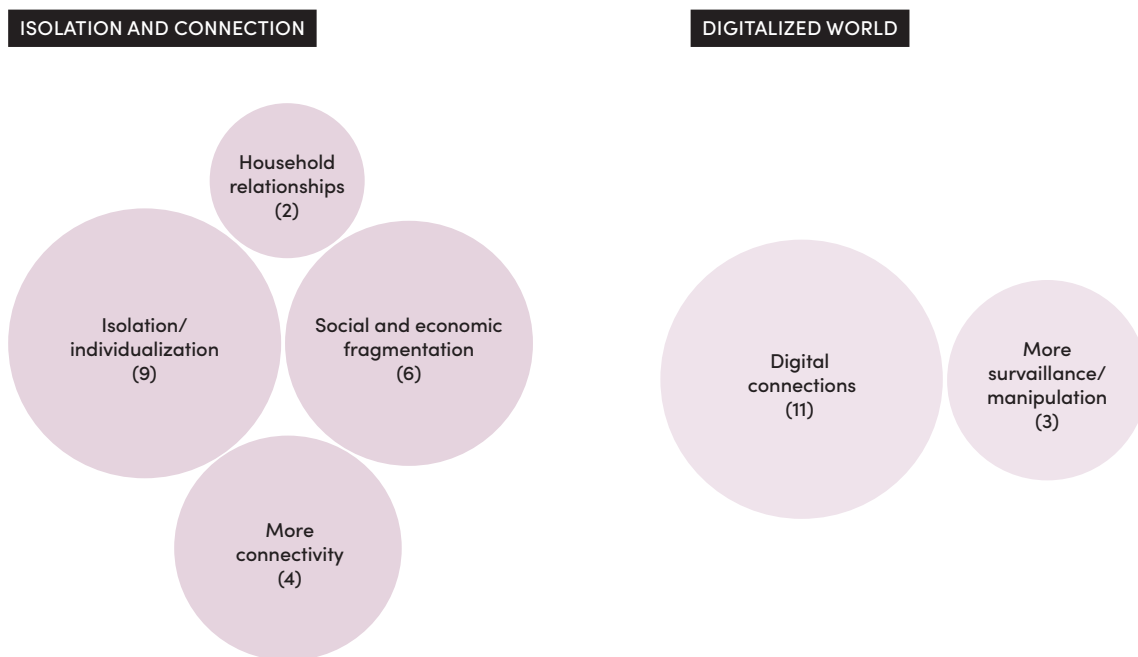 ISOLATION AND CONNECTION
Household
relationships
(2)
Isolation/
individualization
(9)
Social and economic
fragmentation
(6)
More
connectivity
(4)
DIGITALIZED WORLD
Digital
connections
(11)
More
survaillance/
manipulation
(3)